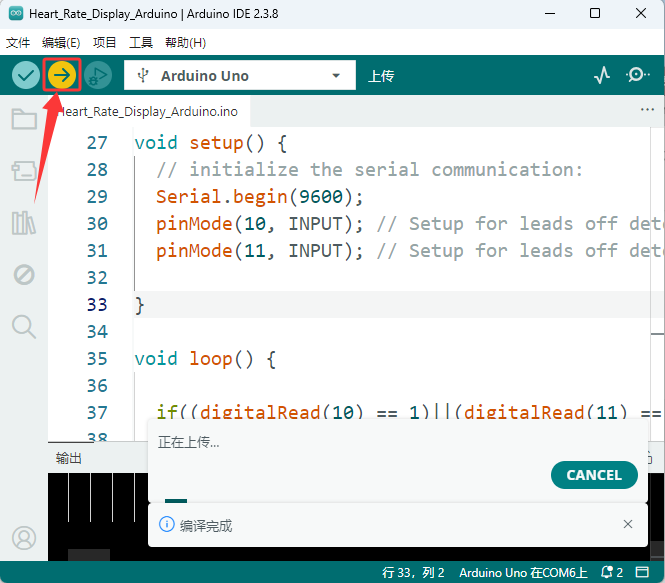 Heart_Rate_Display_Arduino | Arduino IDE 2.3.8
文件 编辑(E) 项目 工具 帮助(H)
Arduino Uno 上传
Heart_Rate_Display_Arduino.ino ...
27 void setup() {
28 // initialize the serial communication:
29 Serial.begin(9600);
30 pinMode(10, INPUT); // Setup for leads off dete
31 pinMode(11, INPUT); // Setup for leads off dete
32
33 }
34
35 void loop() {
36
37 if((digitalRead(10) == 1)||(digitalRead(11) ==
38
输出
正在上传...
CANCEL
编译完成
行 33，列 2 Arduino Uno 在COM6上 2